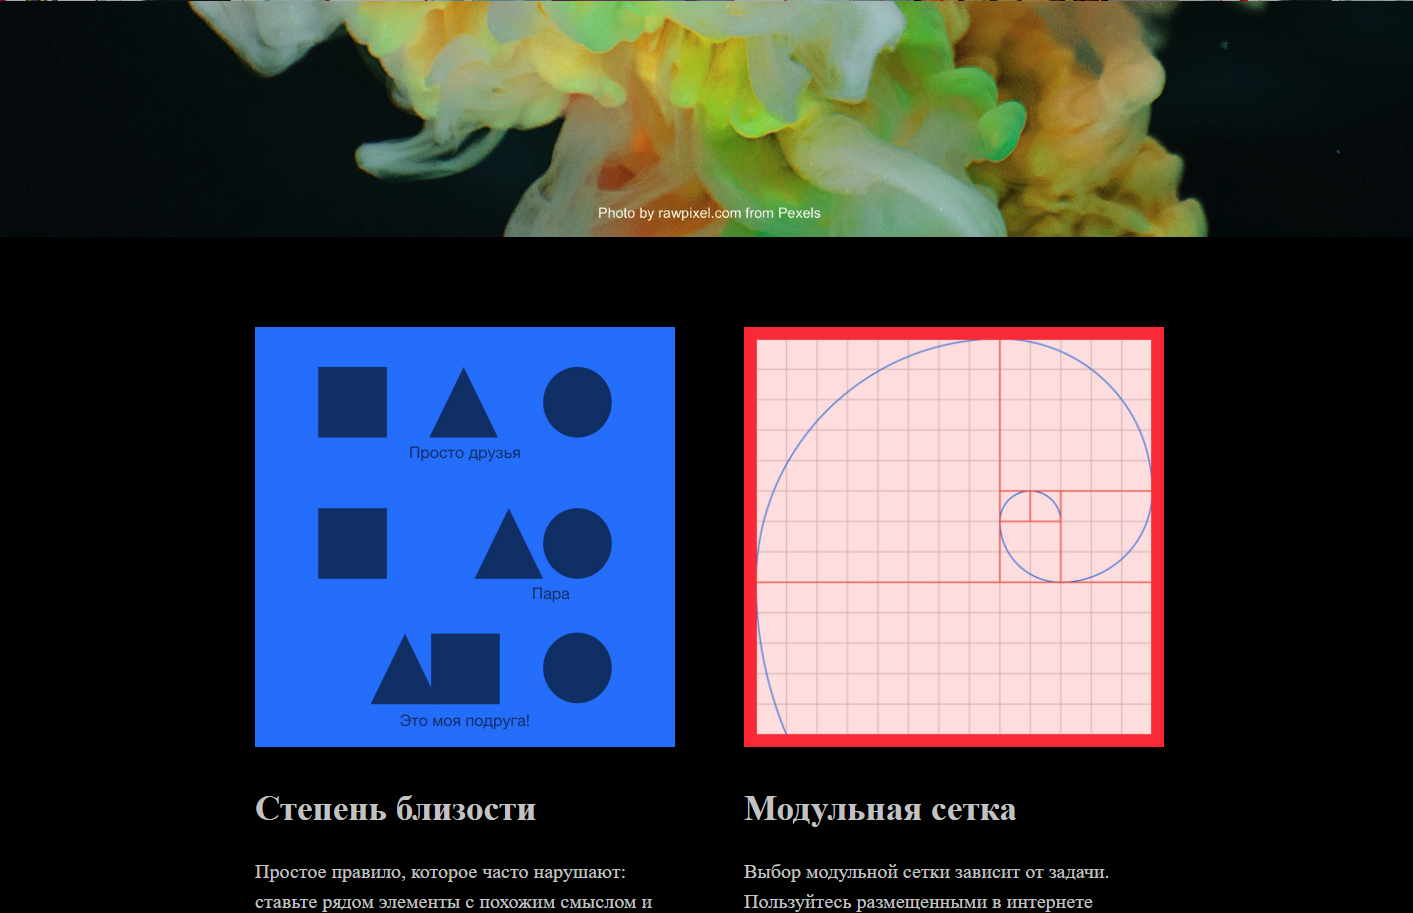 Photo by rawpixel.com from Pexels
Просто друзья
Пара
Это моя подруга!
Степень близости
Простое правило, которое часто нарушают:
ставьте рядом элементы с похожим смыслом и
Модульная сетка
Выбор модульной сетки зависит от задачи.
Пользуйтесь размещенными в интернете